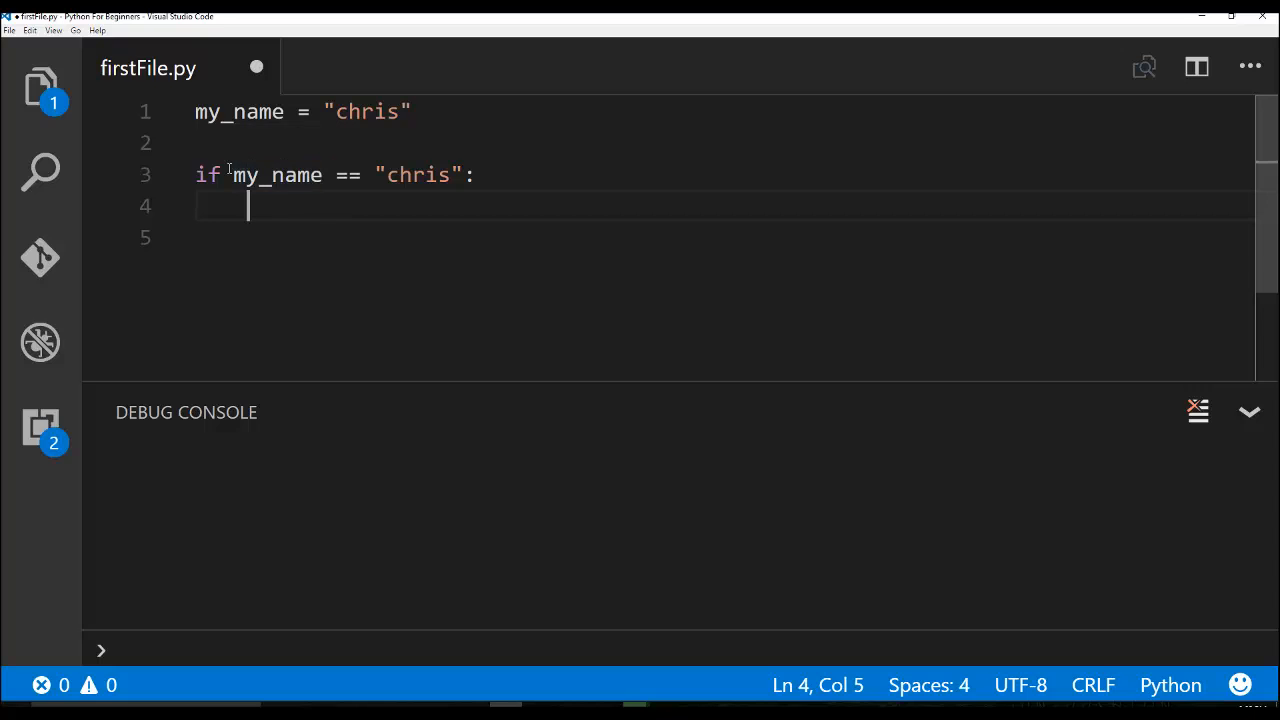 firstFile.py - Python For Beginners - Visual Studio Code
File Edit View Go Help
firstFile.py
1 my_name = "chris"
2
3 if my_name == "chris":
4
5
1
2
DEBUG CONSOLE
0 0 Ln 4, Col 5 Spaces: 4 UTF-8 CRLF Python